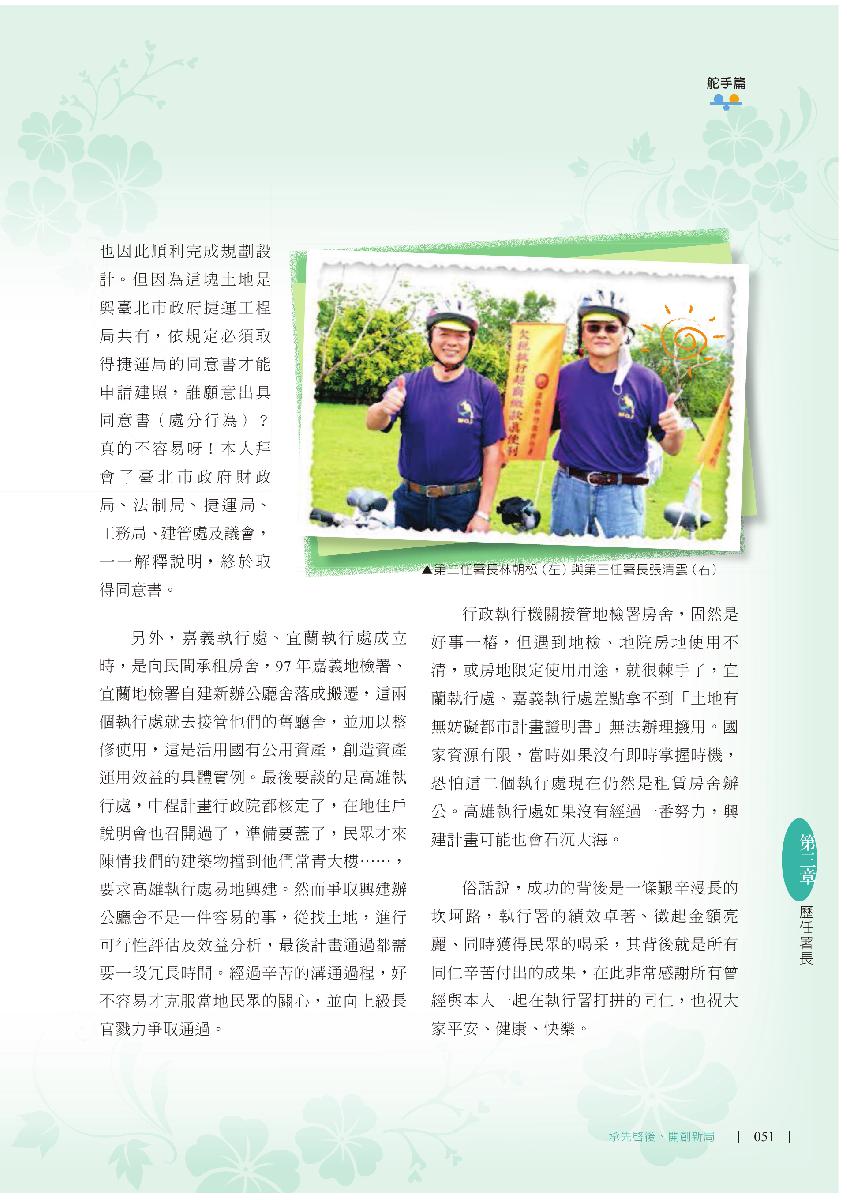 舵手篇
也因此順利完成規劃設
計。但因為這塊土地是
與臺北市政府捷運工程
局共有，依規定必須取
得捷運局的同意書才能
申請建照，誰願意出具
同意書（處分行為）？
真的不容易呀！本人拜
會了臺北市政府財政
局、法制局、捷運局、
工務局、建管處及議會，
一一解釋說明，終於取
得同意書。
欠稅執行超商繳款真便利
▲第二任署長林朝松（左）與第三任署長張清雲（右）
另外，嘉義執行處、宜蘭執行處成立
時，是向民間承租房舍，97 年嘉義地檢署、
宜蘭地檢署自建新辦公廳舍落成搬遷，這兩
個執行處就去接管他們的舊廳舍，並加以整
修使用，這是活用國有公用資產，創造資產
運用效益的具體實例。最後要談的是高雄執
行處，中程計畫行政院都核定了，在地住戶
說明會也召開過了，準備要蓋了，民眾才來
陳情我們的建築物擋到他們常青大樓……，
要求高雄執行處易地興建。然而爭取興建辦
公廳舍不是一件容易的事，從找土地，進行
可行性評估及效益分析，最後計畫通過都需
要一段冗長時間。經過辛苦的溝通過程，好
不容易才克服當地民眾的關心，並向上級長
官戮力爭取通過。
行政執行機關接管地檢署房舍，固然是
好事一樁，但遇到地檢、地院房地使用不
清，或房地限定使用用途，就很棘手了，宜
蘭執行處、嘉義執行處差點拿不到「土地有
無妨礙都市計畫證明書」無法辦理撥用。國
家資源有限，當時如果沒有即時掌握時機，
恐怕這二個執行處現在仍然是租賃房舍辦
公。高雄執行處如果沒有經過一番努力，興
建計畫可能也會石沉大海。
俗話說，成功的背後是一條艱辛漫長的
坎坷路，執行署的績效卓著、徵起金額亮
麗、同時獲得民眾的喝采，其背後就是所有
同仁辛苦付出的成果，在此非常感謝所有曾
經與本人一起在執行署打拼的同仁，也祝大
家平安、健康、快樂。
第二章
歷任署長
承先啓後、開創新局 | 051 |